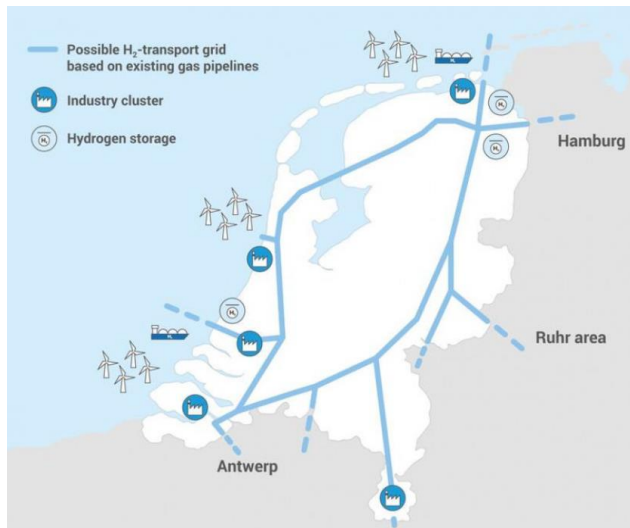 Possible H₂-transport grid
based on existing gas pipelines
Industry cluster
Hydrogen storage
Hamburg
Ruhr area
Antwerp